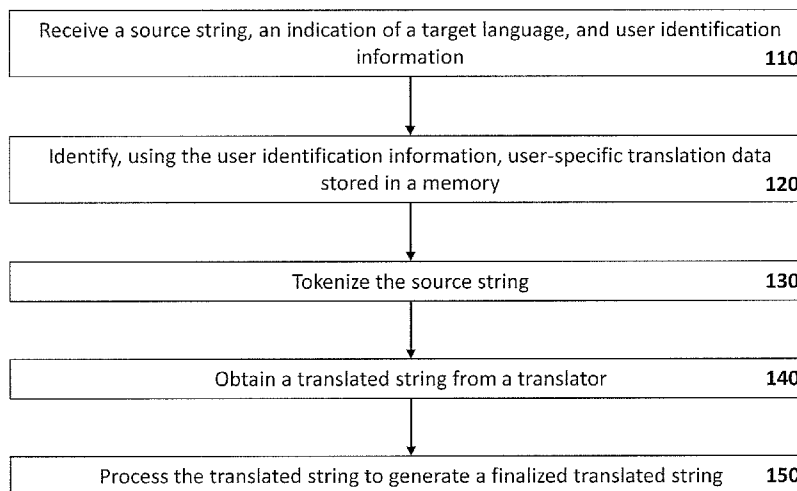 Receive a source string, an indication of a target language, and user identification
information 110
Identify, using the user identification information, user-specific translation data
stored in a memory 120
Tokenize the source string 130
Obtain a translated string from a translator 140
Process the translated string to generate a finalized translated string 150